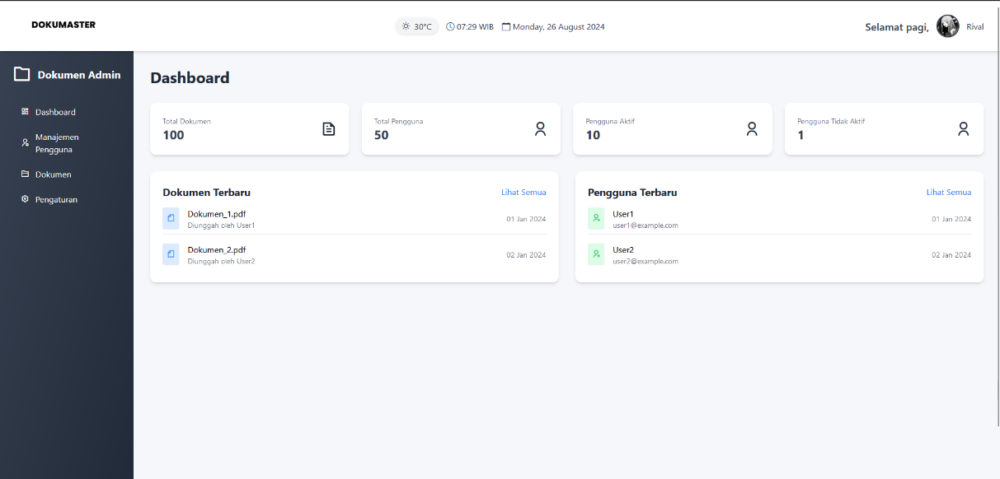 DOKUMASTER
30°C
07:29 WIB
Monday, 26 August 2024
Selamat pagi,
Rival
Dokumen Admin
Dashboard
Manajemen
Pengguna
Dokumen
Pengaturan
Dashboard
Total Dokumen
100
Total Pengguna
50
Pengguna Aktif
10
Pengguna Tidak Aktif
1
Dokumen Terbaru
Lihat Semua
Dokumen_1.pdf
Diunggah oleh User1
01 Jan 2024
Dokumen_2.pdf
Diunggah oleh User2
02 Jan 2024
Pengguna Terbaru
Lihat Semua
User1
user1@example.com
01 Jan 2024
User2
user2@example.com
02 Jan 2024